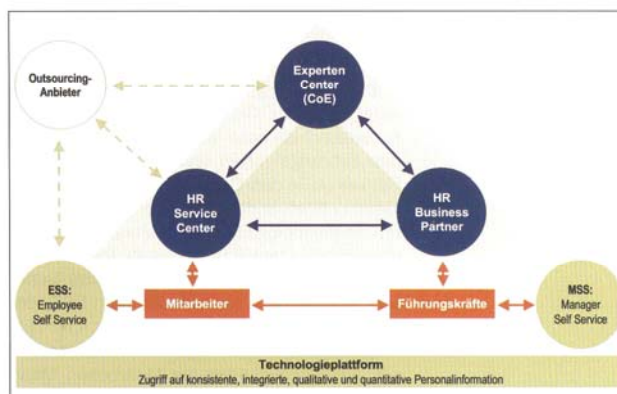 Experten
Center
(CoE)
Outsourcing-
Anbieter
HR
Service
Center
HR
Business
Partner
ESS:
Employee
Self Service
Mitarbeiter
Führungskräfte
MSS:
Manager
Self Service
Technologieplattform
Zugriff auf konsistente, integrierte, qualitative und quantitative Personalinformation